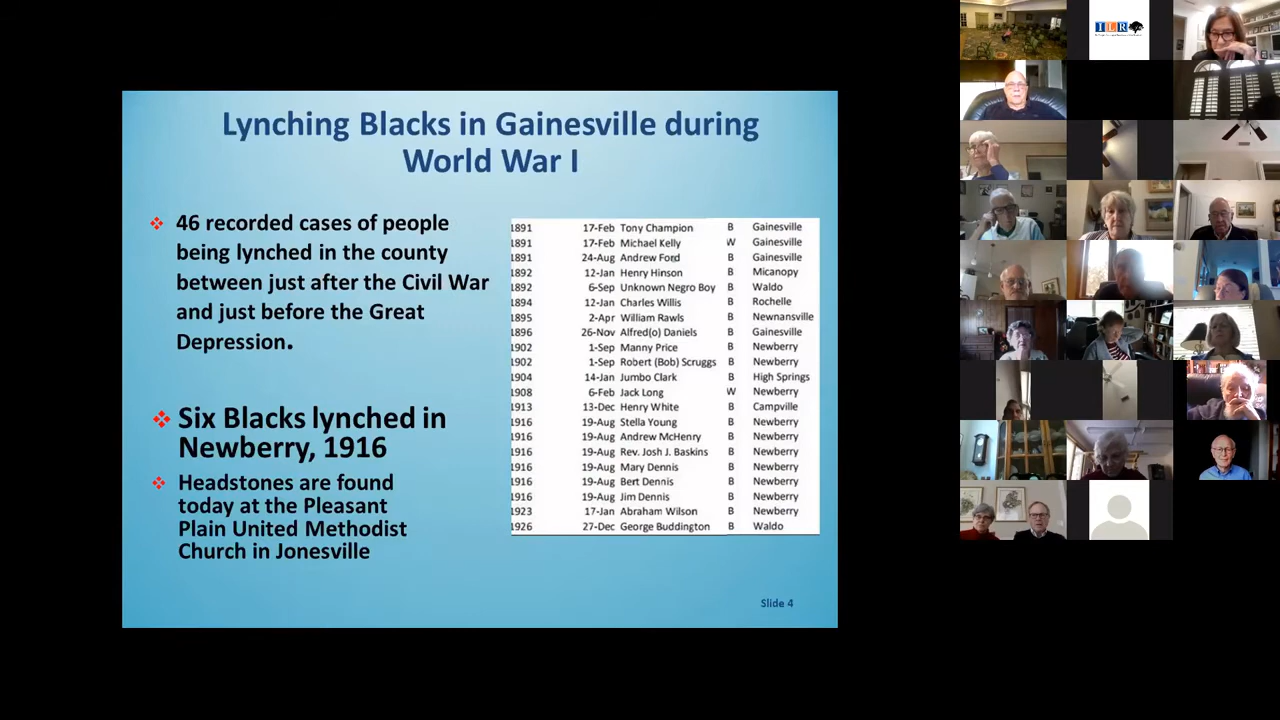 Lynching Blacks in Gainesville during
World War I
46 recorded cases of people
being lynched in the county
between just after the Civil War
and just before the Great
Depression.
Six Blacks lynched in
Newberry, 1916
Headstones are found
today at the Pleasant
Plain United Methodist
Church in Jonesville
1891 17-Feb Tony Champion B Gainesville
1891 17-Feb Michael Kelly W Gainesville
1891 24-Aug Andrew Ford B Gainesville
1892 12-Jan Henry Hinson B Micanopy
1892 6-Sep Unknown Negro Boy B Waldo
1894 12-Jan Charles Willis B Rochelle
1895 2-Apr William Rawls B Newnansville
1896 26-Nov Alfred(o) Daniels B Gainesville
1902 1-Sep Manny Price B Newberry
1902 1-Sep Robert (Bob) Scruggs B Newberry
1904 14-Jan Jumbo Clark B High Springs
1908 6-Feb Jack Long W Newberry
1913 13-Dec Henry White B Campville
1916 19-Aug Stella Young B Newberry
1916 19-Aug Andrew McHenry B Newberry
1916 19-Aug Rev. Josh J. Baskins B Newberry
1916 19-Aug Mary Dennis B Newberry
1916 19-Aug Bert Dennis B Newberry
1916 19-Aug Jim Dennis B Newberry
1923 17-Jan Abraham Wilson B Newberry
1926 27-Dec George Buddington B Waldo
Slide 4
ILR